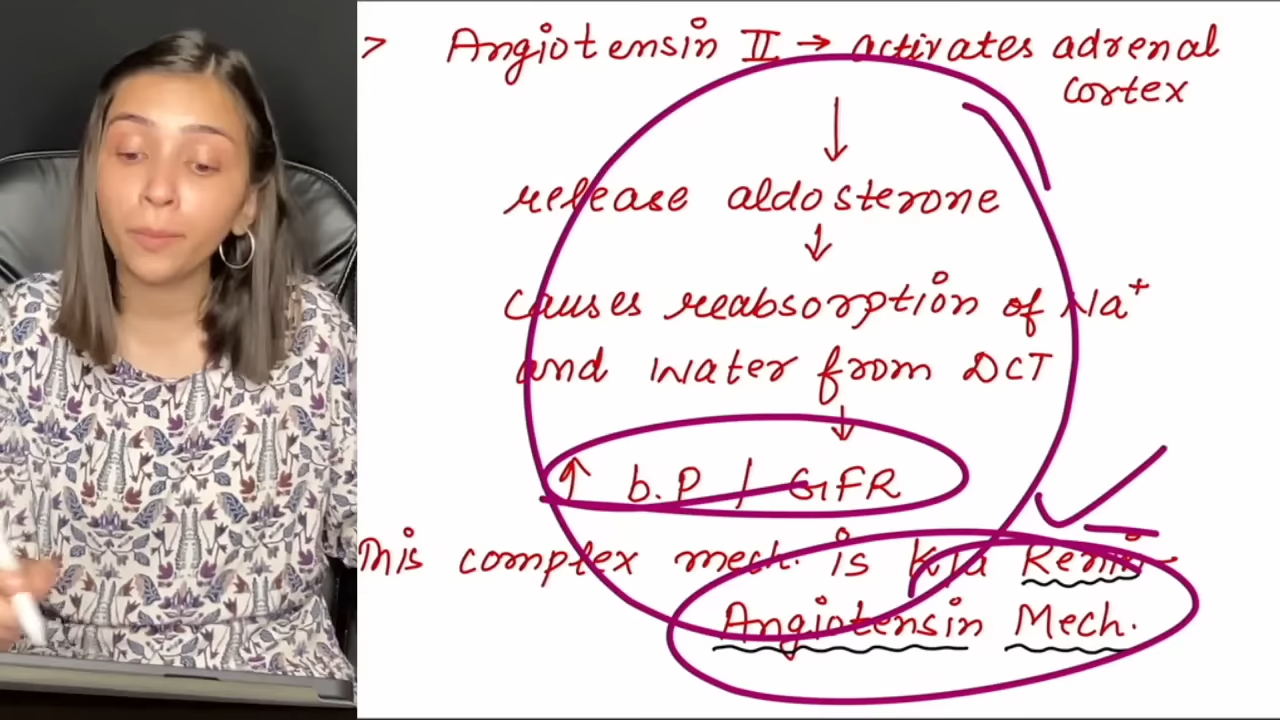 > Angiotensin II → activates adrenal
cortex
↓
release aldosterone
↓
causes reabsorption of Na⁺
and water from DCT
↓
↑ b.P / GFR
This complex mech. is k/a Renin-
Angiotensin Mech.